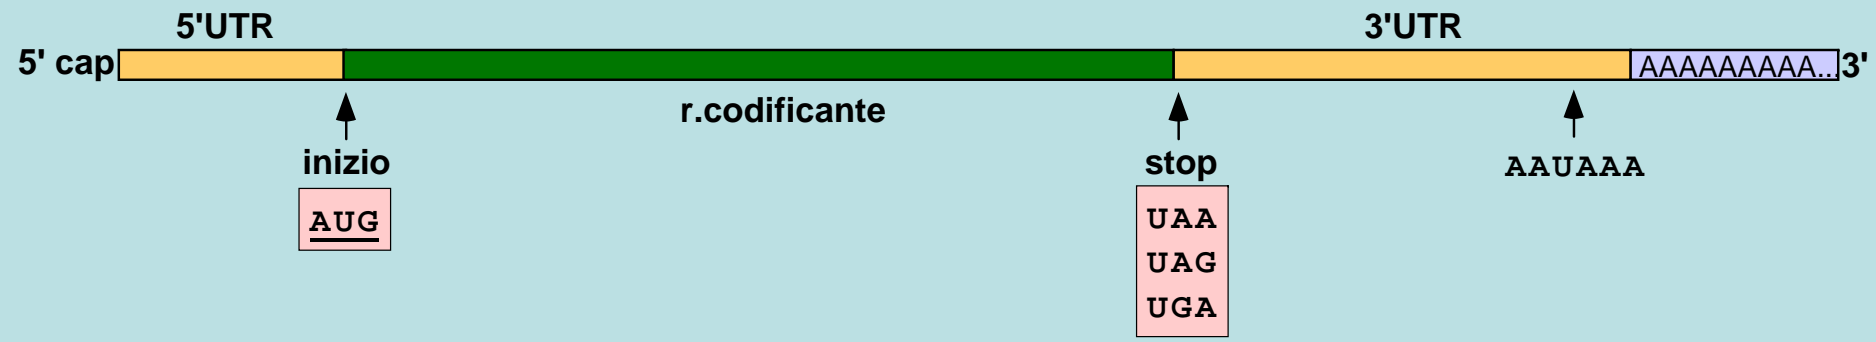 5'UTR 3'UTR
5' cap AAAAAAAAA... 3'
r.codificante
inizio stop AAUAAA
AUG UAA
UAG
UGA